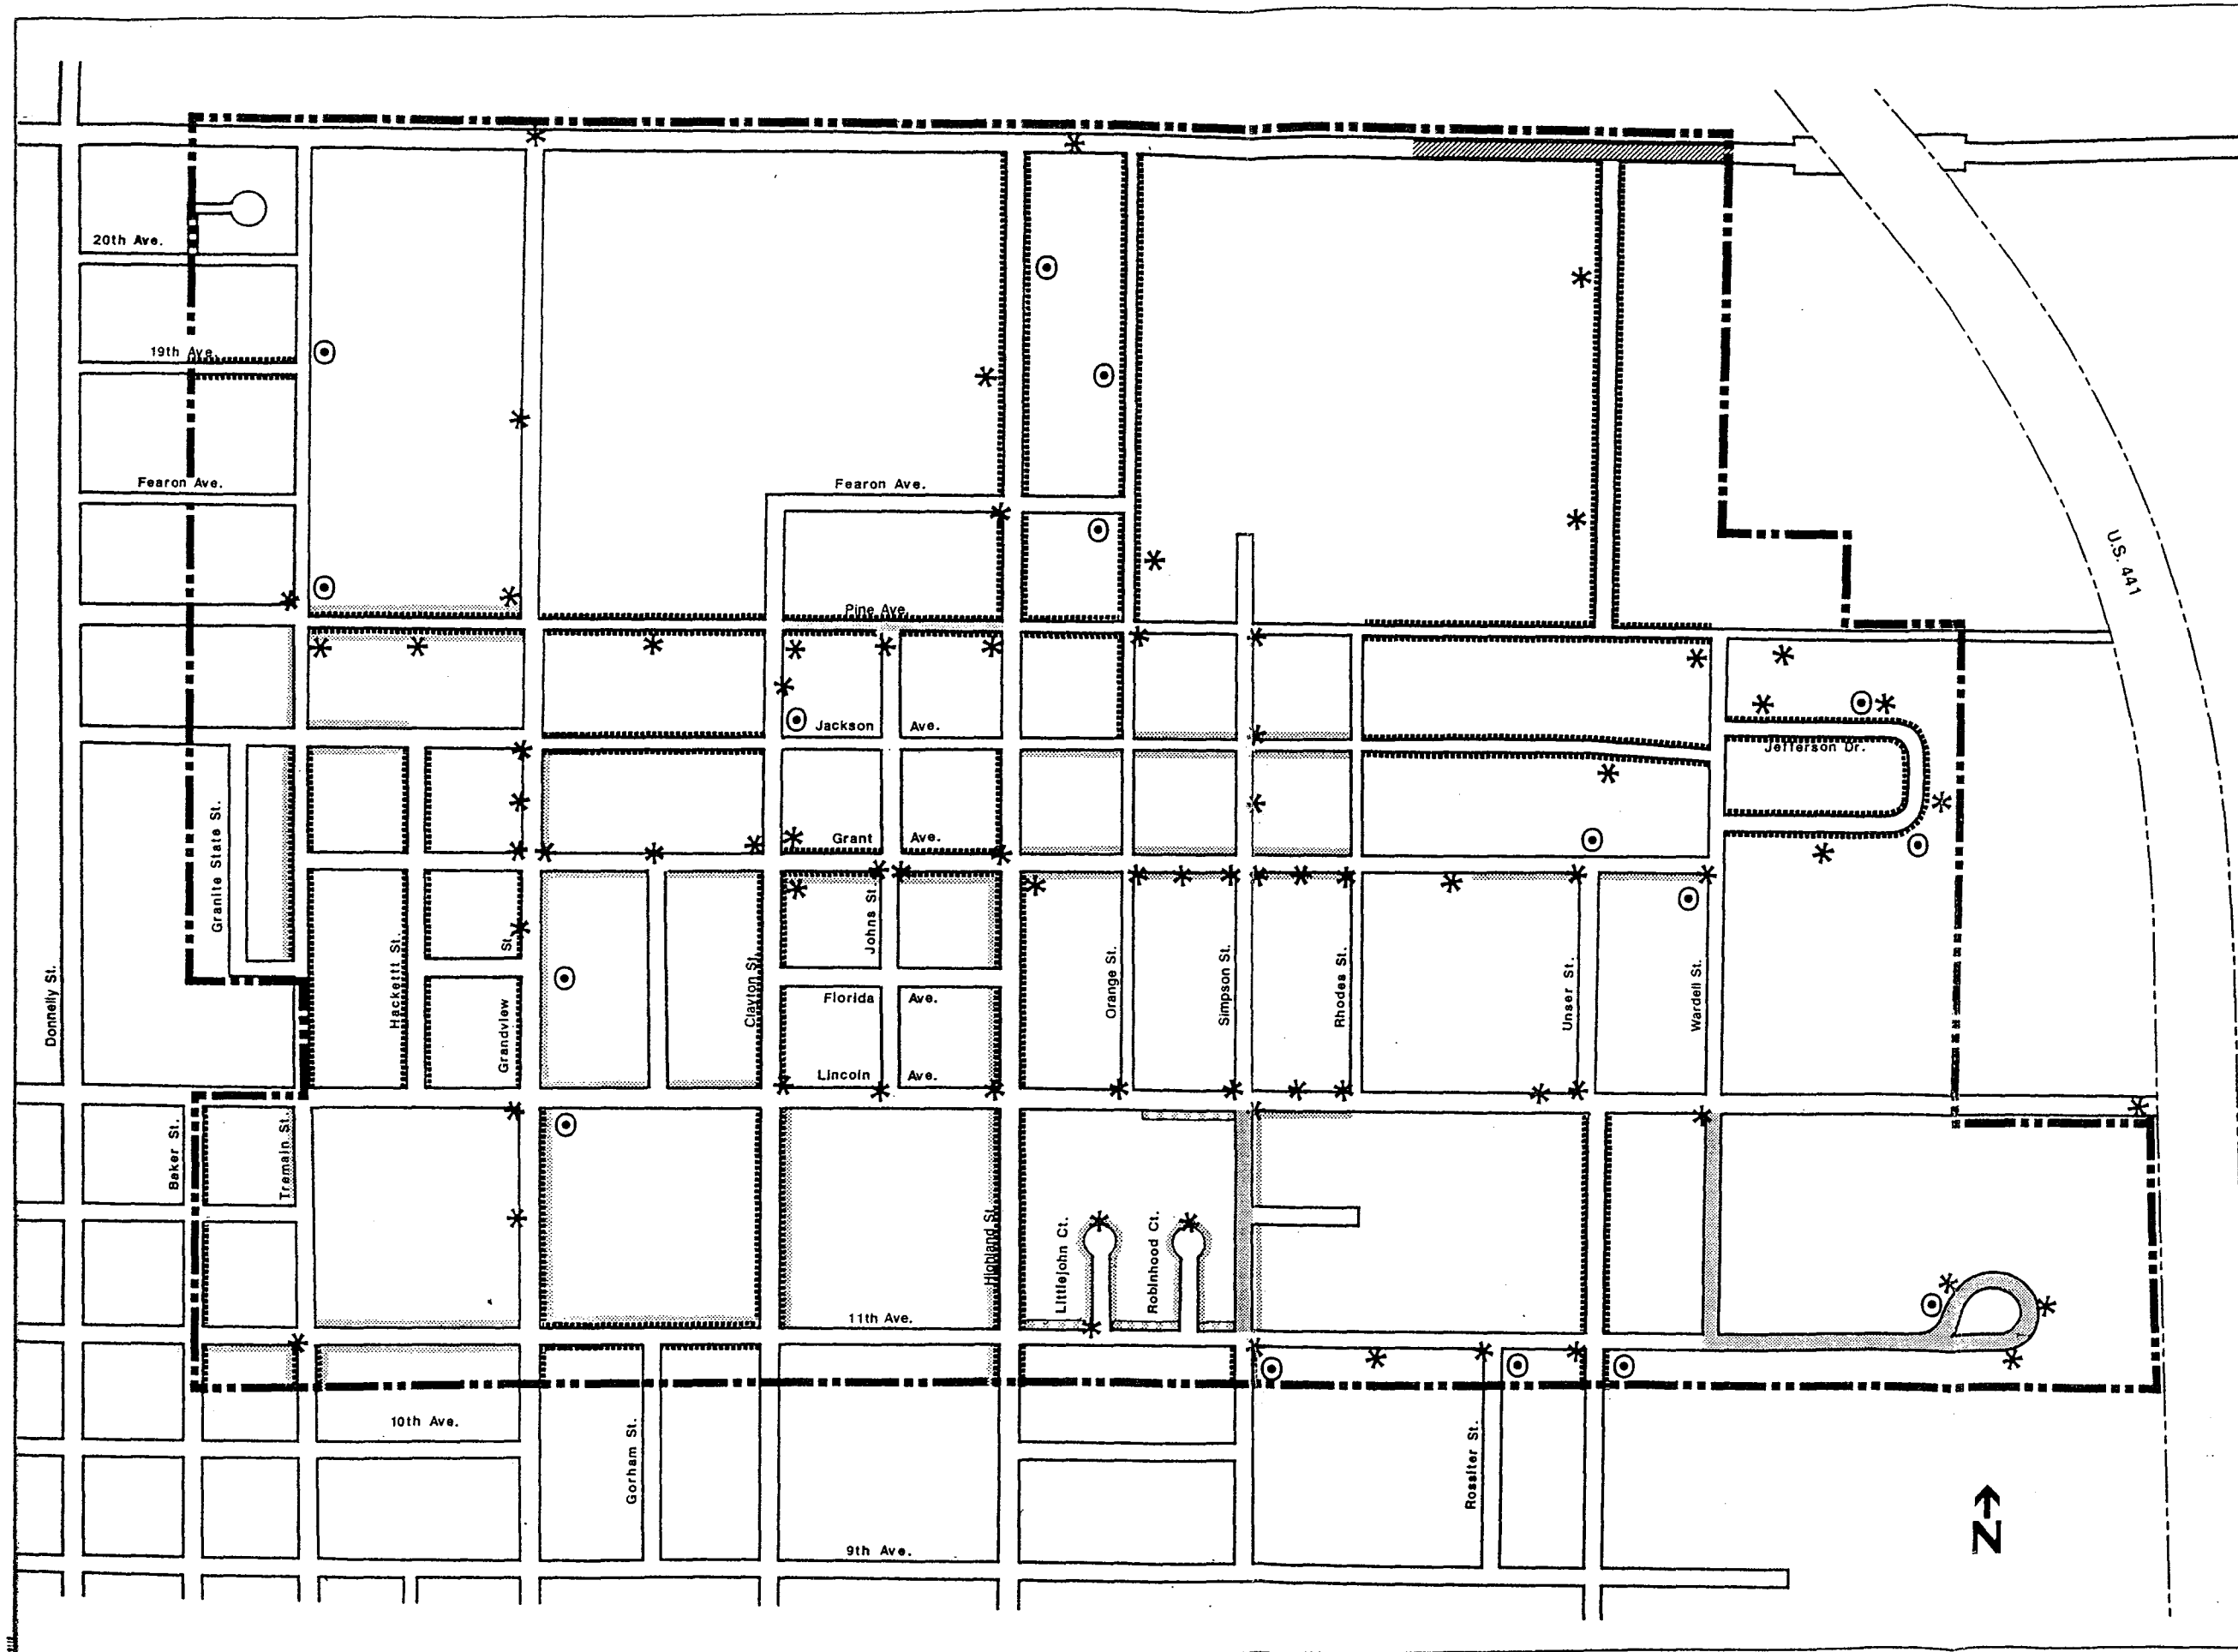 20th Ave.
19th Ave.
Fearon Ave.
Fearon Ave.
U.S. 441
Pine Ave.
Jackson Ave.
Jefferson Dr.
Granite State St.
Grant Ave.
Johns St.
Hackett St.
Grandview St.
Clayton St.
Orange St.
Simpson St.
Rhodes St.
Unser St.
Wardell St.
Donnelly St.
Florida Ave.
Lincoln Ave.
Baker St.
Tremain St.
Highland St.
Littlejohn Ct.
Robinhood Ct.
11th Ave.
10th Ave.
Gorham St.
Rossiter St.
9th Ave.
N